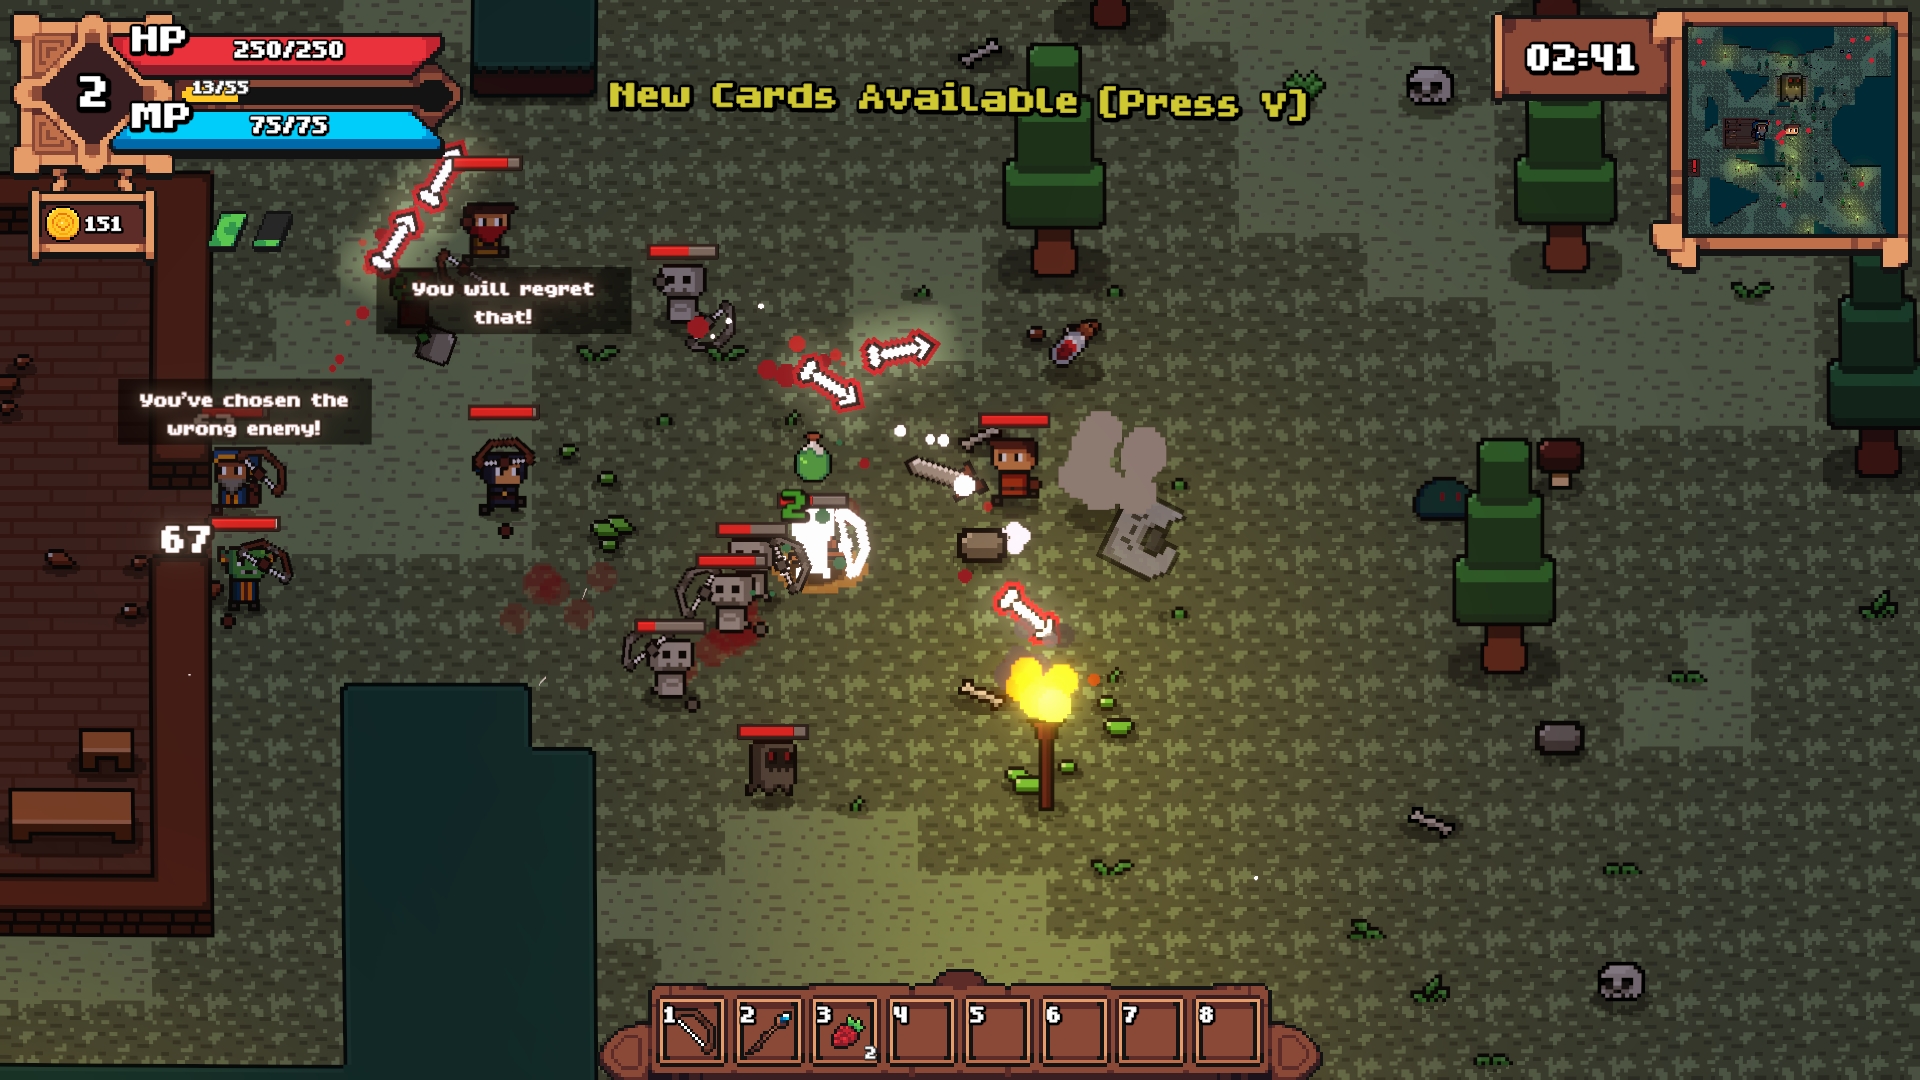 HP
250/250
2
13/55
MP
75/75
151
New Cards Available (Press V)
02:41
You will regret
that!
You've chosen the
wrong enemy!
2
67
1
2
3
2
4
5
6
7
8